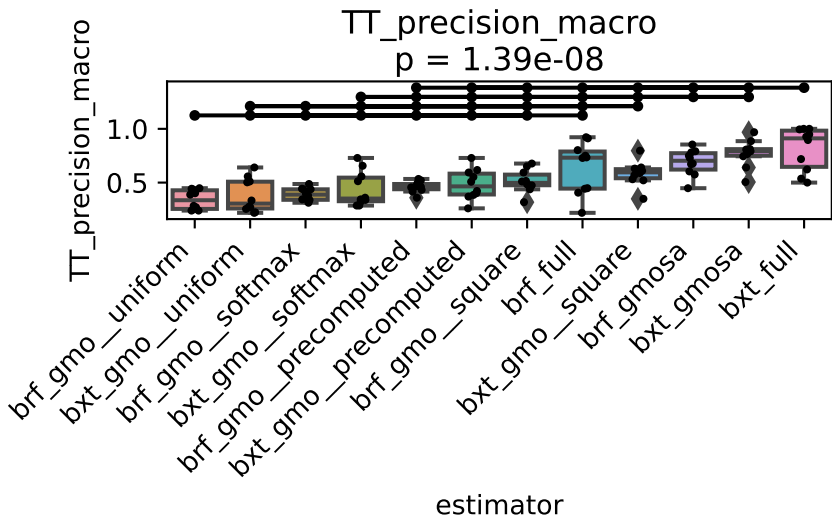 TT_precision_macro
p = 1.39e-08
TT_precision_macro
1.0
0.5
brf_gmo__uniform
bxt_gmo__uniform
brf_gmo__softmax
bxt_gmo__softmax
brf_gmo__precomputed
bxt_gmo__precomputed
brf_gmo__square
brf_full
bxt_gmo__square
brf_gmosa
bxt_gmosa
bxt_full
estimator